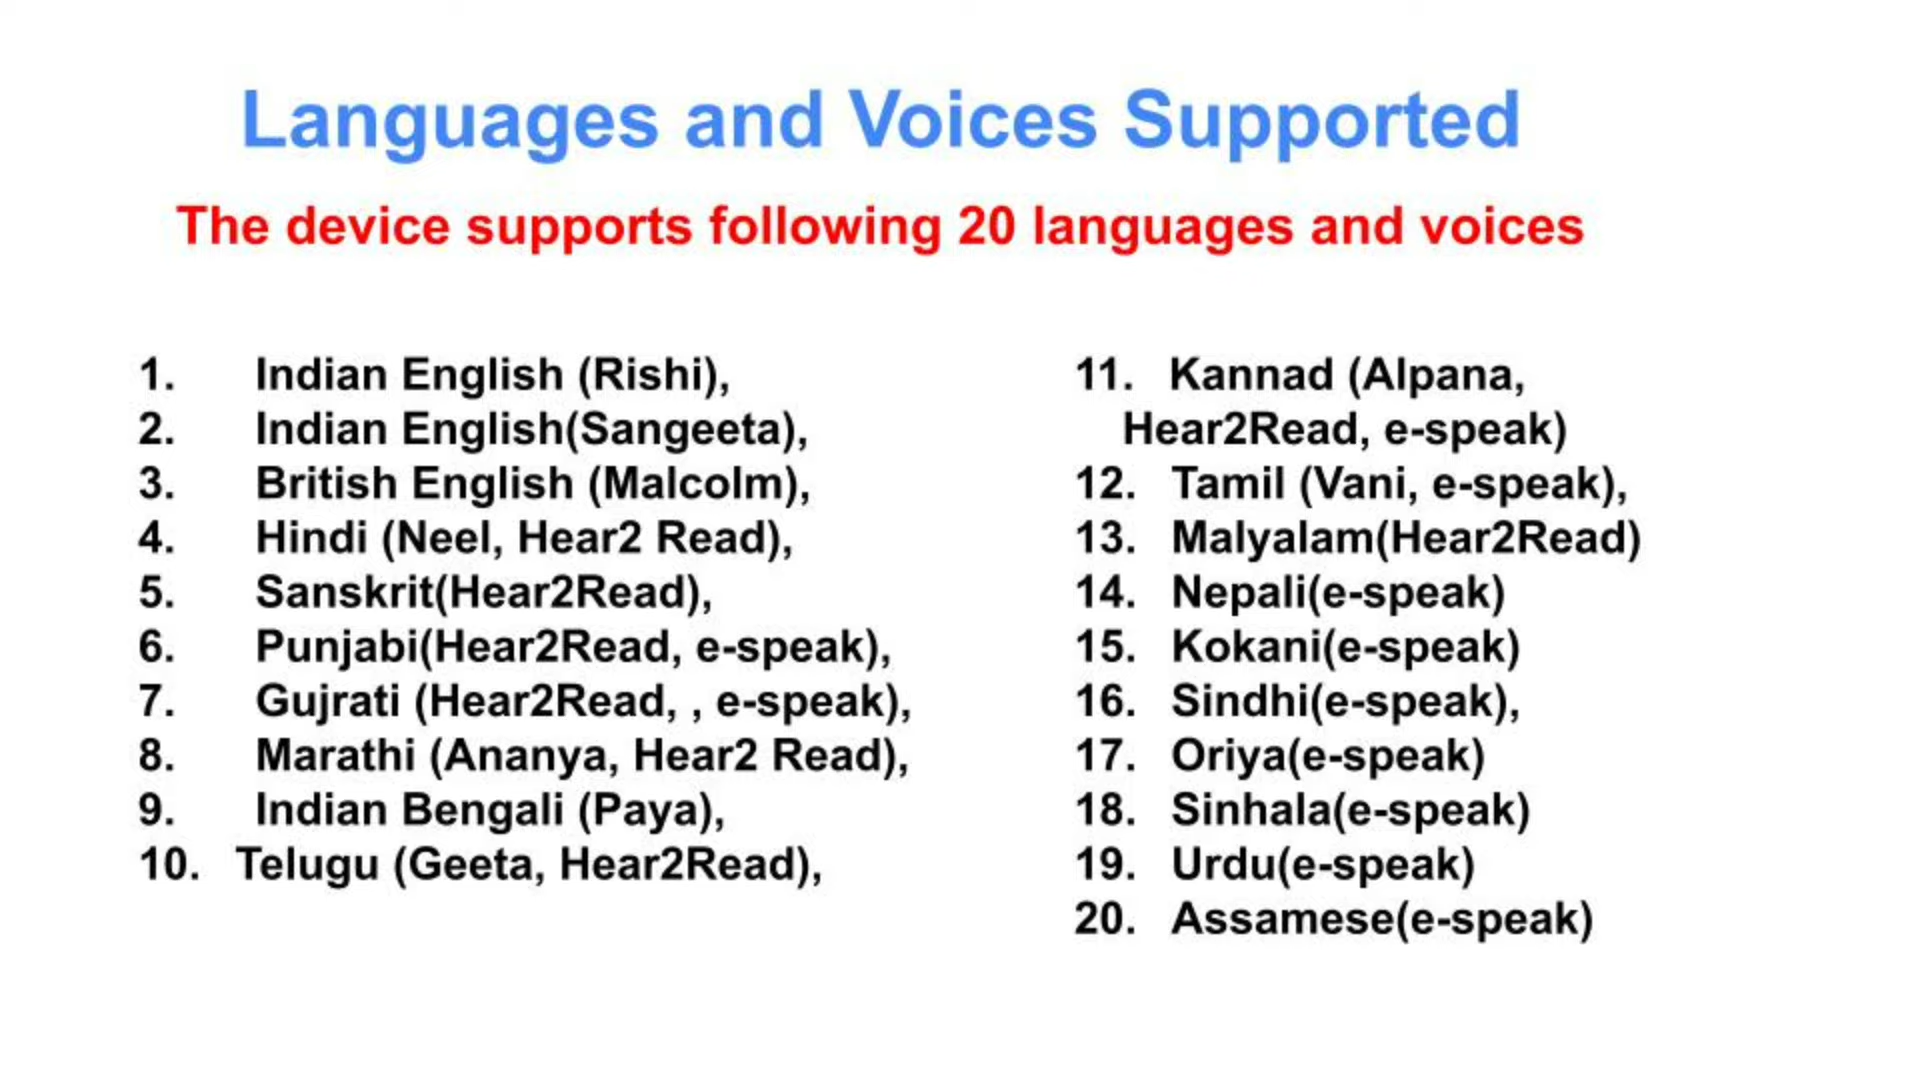 Languages and Voices Supported
The device supports following 20 languages and voices
1. Indian English (Rishi),
2. Indian English(Sangeeta),
3. British English (Malcolm),
4. Hindi (Neel, Hear2 Read),
5. Sanskrit(Hear2Read),
6. Punjabi(Hear2Read, e-speak),
7. Gujrati (Hear2Read, , e-speak),
8. Marathi (Ananya, Hear2 Read),
9. Indian Bengali (Paya),
10. Telugu (Geeta, Hear2Read),
11. Kannad (Alpana,
Hear2Read, e-speak)
12. Tamil (Vani, e-speak),
13. Malyalam(Hear2Read)
14. Nepali(e-speak)
15. Kokani(e-speak)
16. Sindhi(e-speak),
17. Oriya(e-speak)
18. Sinhala(e-speak)
19. Urdu(e-speak)
20. Assamese(e-speak)